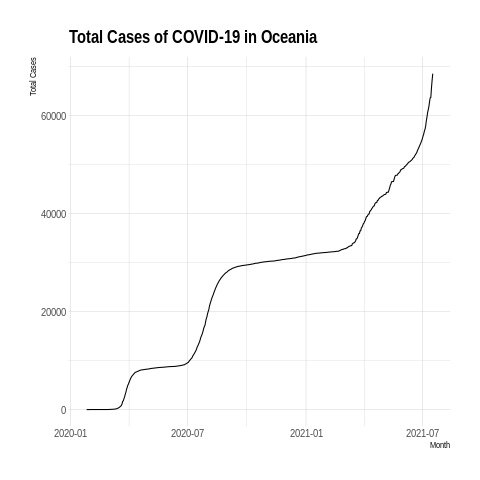 Total Cases of COVID-19 in Oceania
Total Cases
60000
40000
20000
0
2020-01 2020-07 2021-01 2021-07
Month